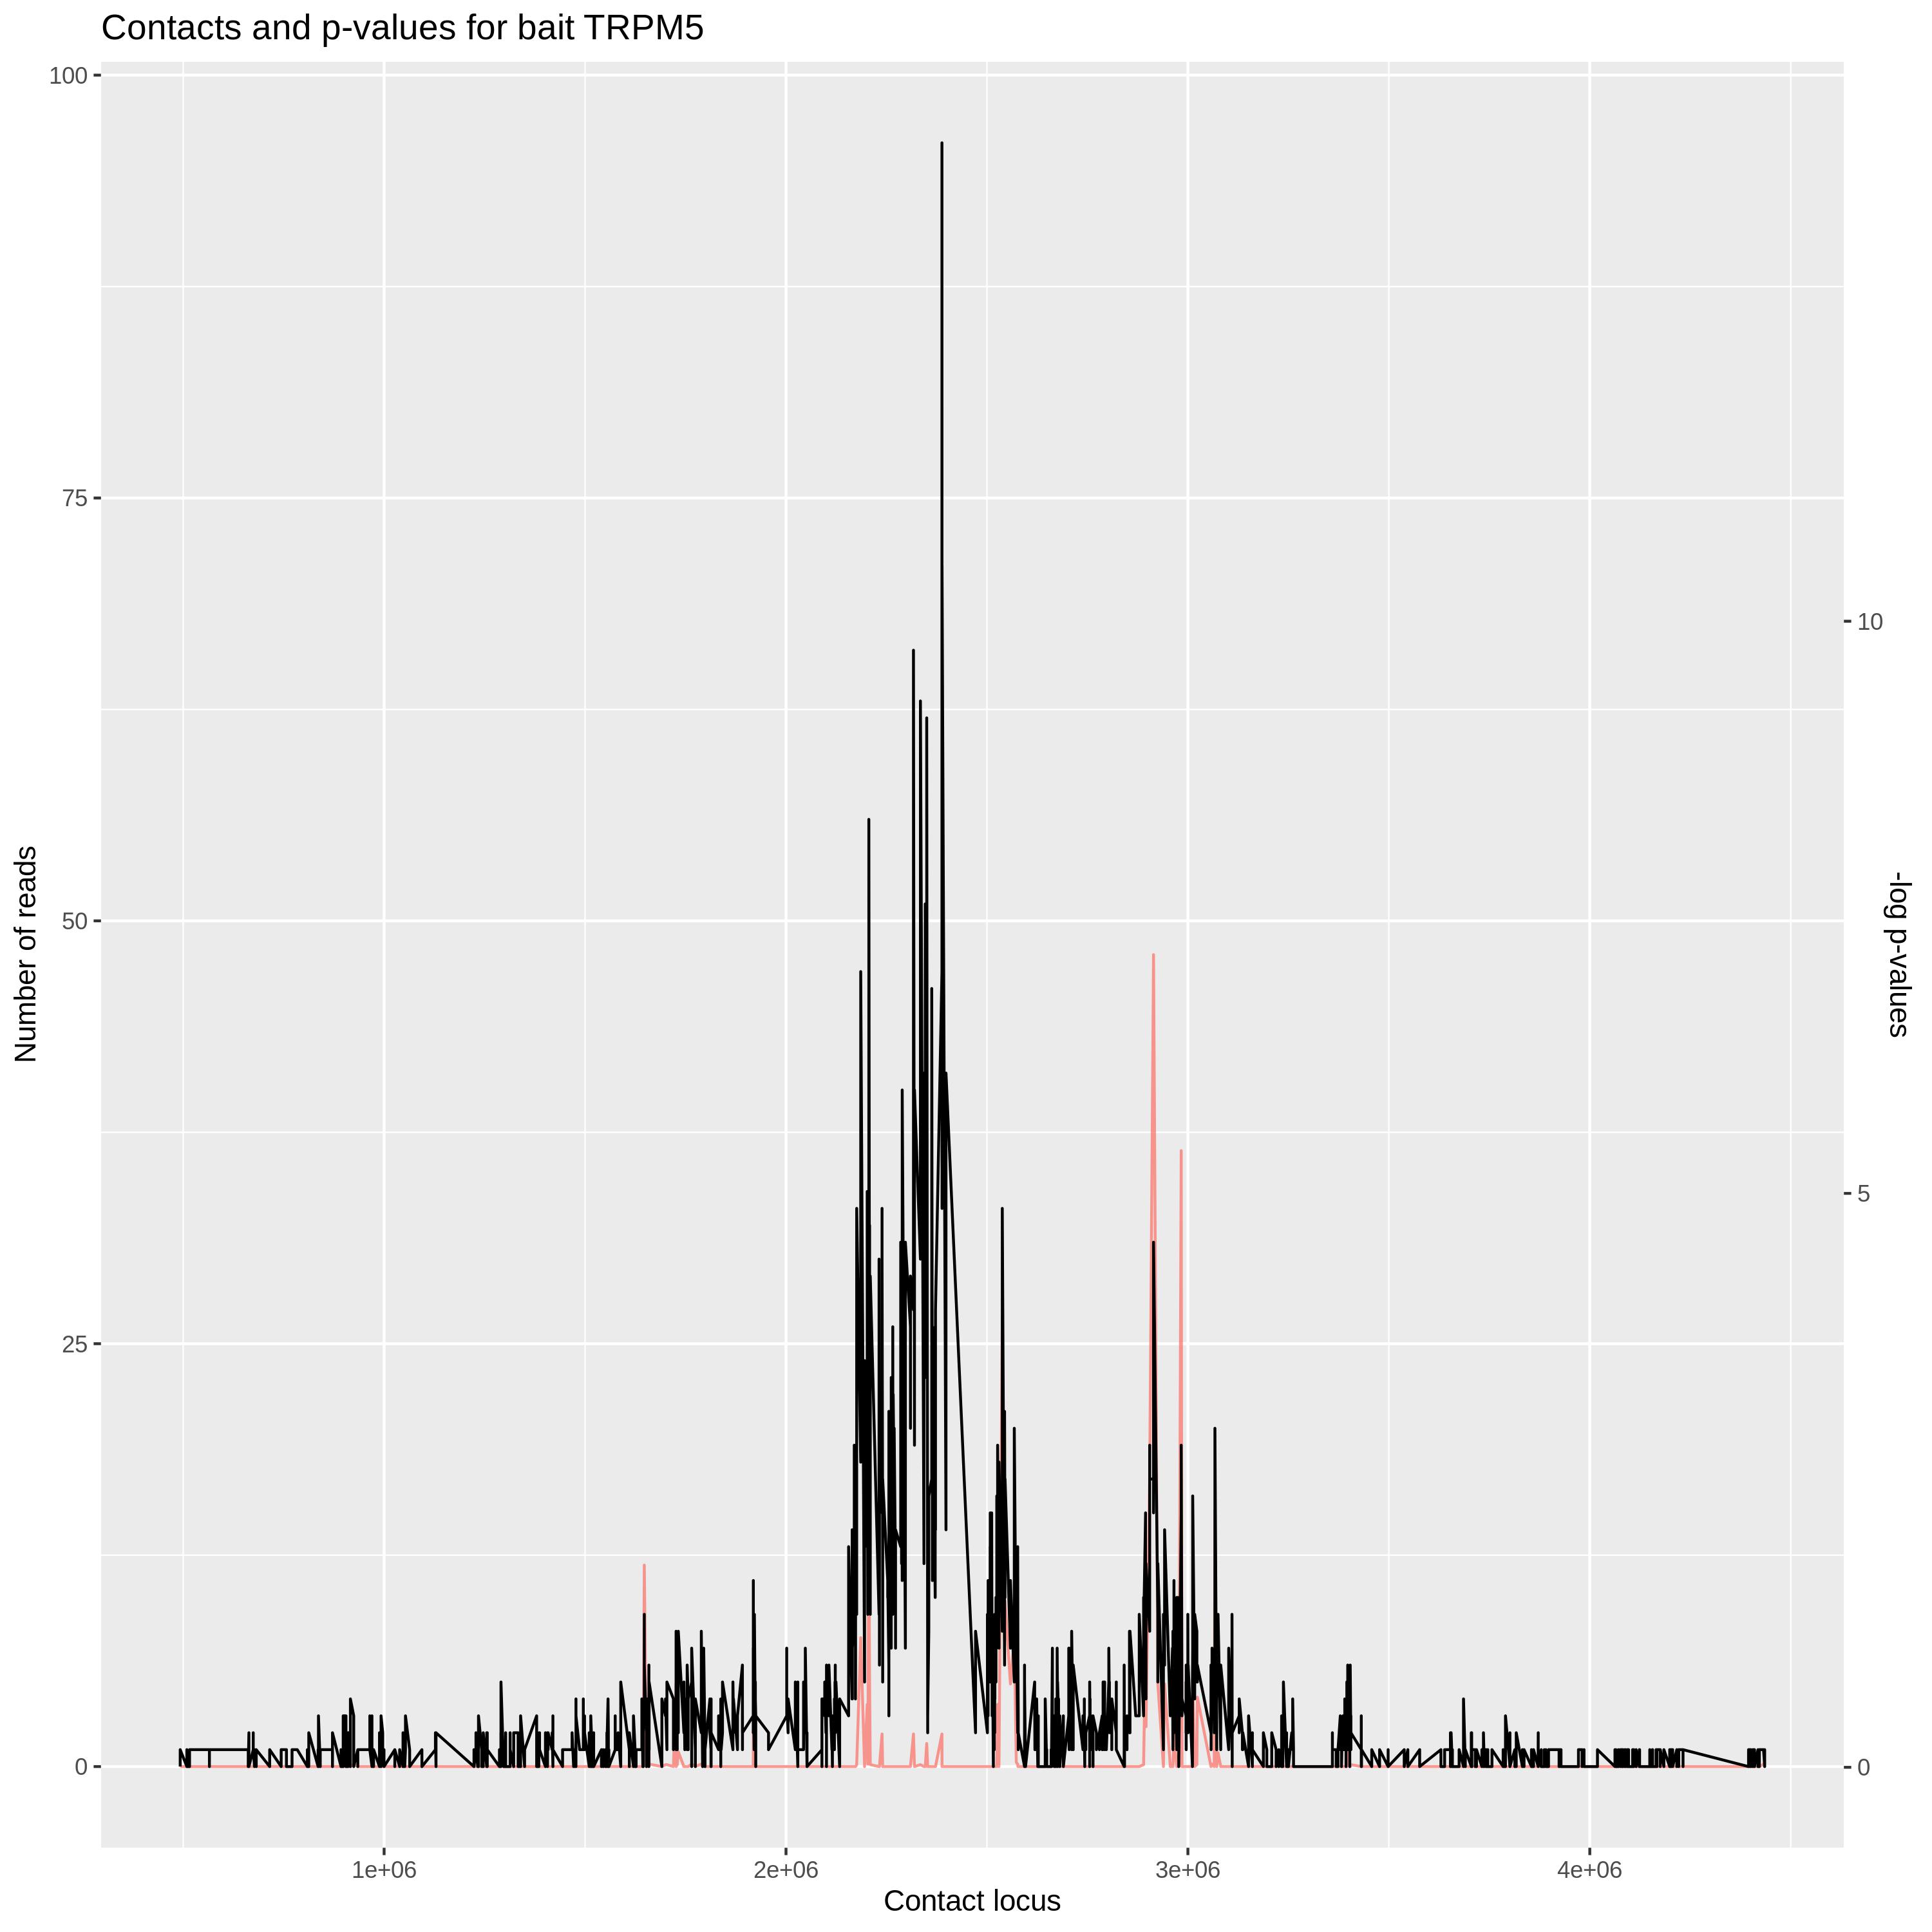 Contacts and p-values for bait TRPM5
100
75
50
25
0
Number of reads
10
5
0
-log p-values
1e+06
2e+06
3e+06
4e+06
Contact locus